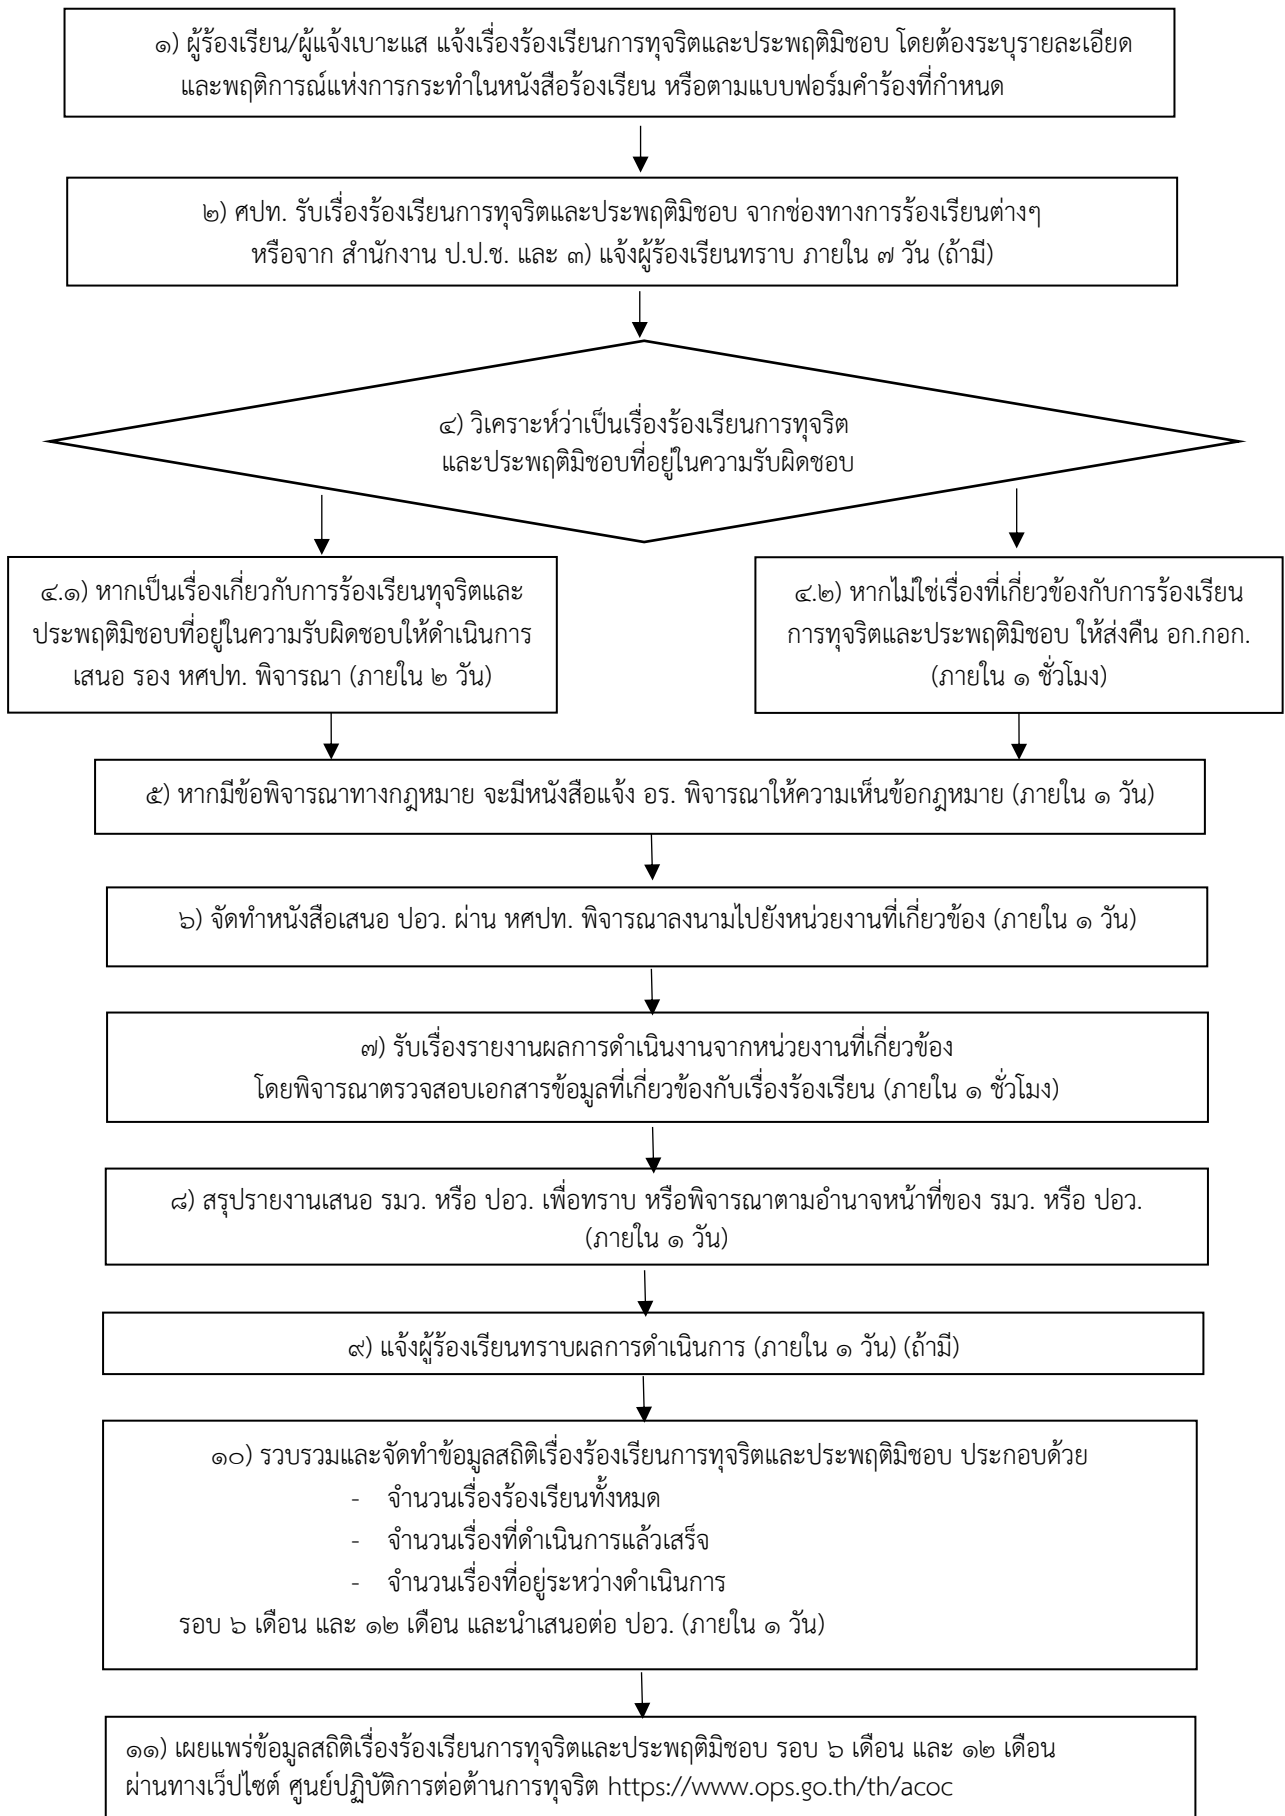 ๑) ผู้ร้องเรียน/ผู้แจ้งเบาะแส แจ้งเรื่องร้องเรียนการทุจริตและประพฤติมิชอบ โดยต้องระบุรายละเอียด
และพฤติการณ์แห่งการกระทำในหนังสือร้องเรียน หรือตามแบบฟอร์มคำร้องที่กำหนด
๒) ศปท. รับเรื่องร้องเรียนการทุจริตและประพฤติมิชอบ จากช่องทางการร้องเรียนต่างๆ
หรือจาก สำนักงาน ป.ป.ช. และ ๓) แจ้งผู้ร้องเรียนทราบ ภายใน ๗ วัน (ถ้ามี)
๔) วิเคราะห์ว่าเป็นเรื่องร้องเรียนการทุจริต
และประพฤติมิชอบที่อยู่ในความรับผิดชอบ
๔.๑) หากเป็นเรื่องเกี่ยวกับการร้องเรียนทุจริตและ
ประพฤติมิชอบที่อยู่ในความรับผิดชอบให้ดำเนินการ
เสนอ รอง หศปท. พิจารณา (ภายใน ๒ วัน)
๔.๒) หากไม่ใช่เรื่องที่เกี่ยวข้องกับการร้องเรียน
การทุจริตและประพฤติมิชอบ ให้ส่งคืน อก.กอก.
(ภายใน ๑ ชั่วโมง)
๕) หากมีข้อพิจารณาทางกฎหมาย จะมีหนังสือแจ้ง อร. พิจารณาให้ความเห็นข้อกฎหมาย (ภายใน ๑ วัน)
๖) จัดทำหนังสือเสนอ ปอว. ผ่าน หศปท. พิจารณาลงนามไปยังหน่วยงานที่เกี่ยวข้อง (ภายใน ๑ วัน)
๗) รับเรื่องรายงานผลการดำเนินงานจากหน่วยงานที่เกี่ยวข้อง
โดยพิจารณาตรวจสอบเอกสารข้อมูลที่เกี่ยวข้องกับเรื่องร้องเรียน (ภายใน ๑ ชั่วโมง)
๘) สรุปรายงานเสนอ รมว. หรือ ปอว. เพื่อทราบ หรือพิจารณาตามอำนาจหน้าที่ของ รมว. หรือ ปอว.
(ภายใน ๑ วัน)
๙) แจ้งผู้ร้องเรียนทราบผลการดำเนินการ (ภายใน ๑ วัน) (ถ้ามี)
๑๐) รวบรวมและจัดทำข้อมูลสถิติเรื่องร้องเรียนการทุจริตและประพฤติมิชอบ ประกอบด้วย
- จำนวนเรื่องร้องเรียนทั้งหมด
- จำนวนเรื่องที่ดำเนินการแล้วเสร็จ
- จำนวนเรื่องที่อยู่ระหว่างดำเนินการ
รอบ ๖ เดือน และ ๑๒ เดือน และนำเสนอต่อ ปอว. (ภายใน ๑ วัน)
๑๑) เผยแพร่ข้อมูลสถิติเรื่องร้องเรียนการทุจริตและประพฤติมิชอบ รอบ ๖ เดือน และ ๑๒ เดือน
ผ่านทางเว็ปไซต์ ศูนย์ปฏิบัติการต่อต้านการทุจริต https://www.ops.go.th/th/acoc